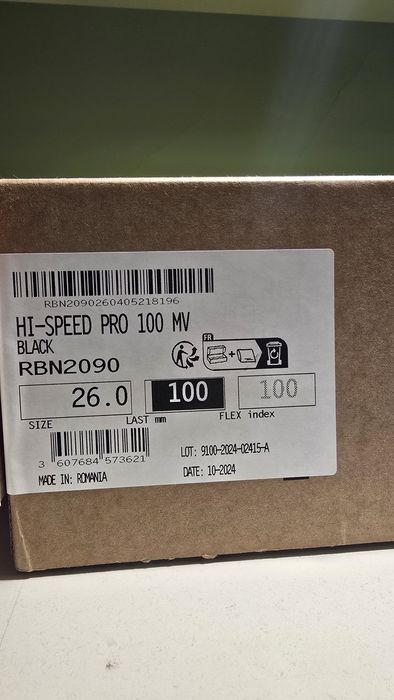 RBN2090260405218196
HI-SPEED PRO 100 MV
BLACK
FR
RBN2090
26.0 100 100
SIZE LAST mm FLEX index
3 607684 573621
LOT: 9100-2024-02415-A
DATE: 10-2024
MADE IN: ROMANIA